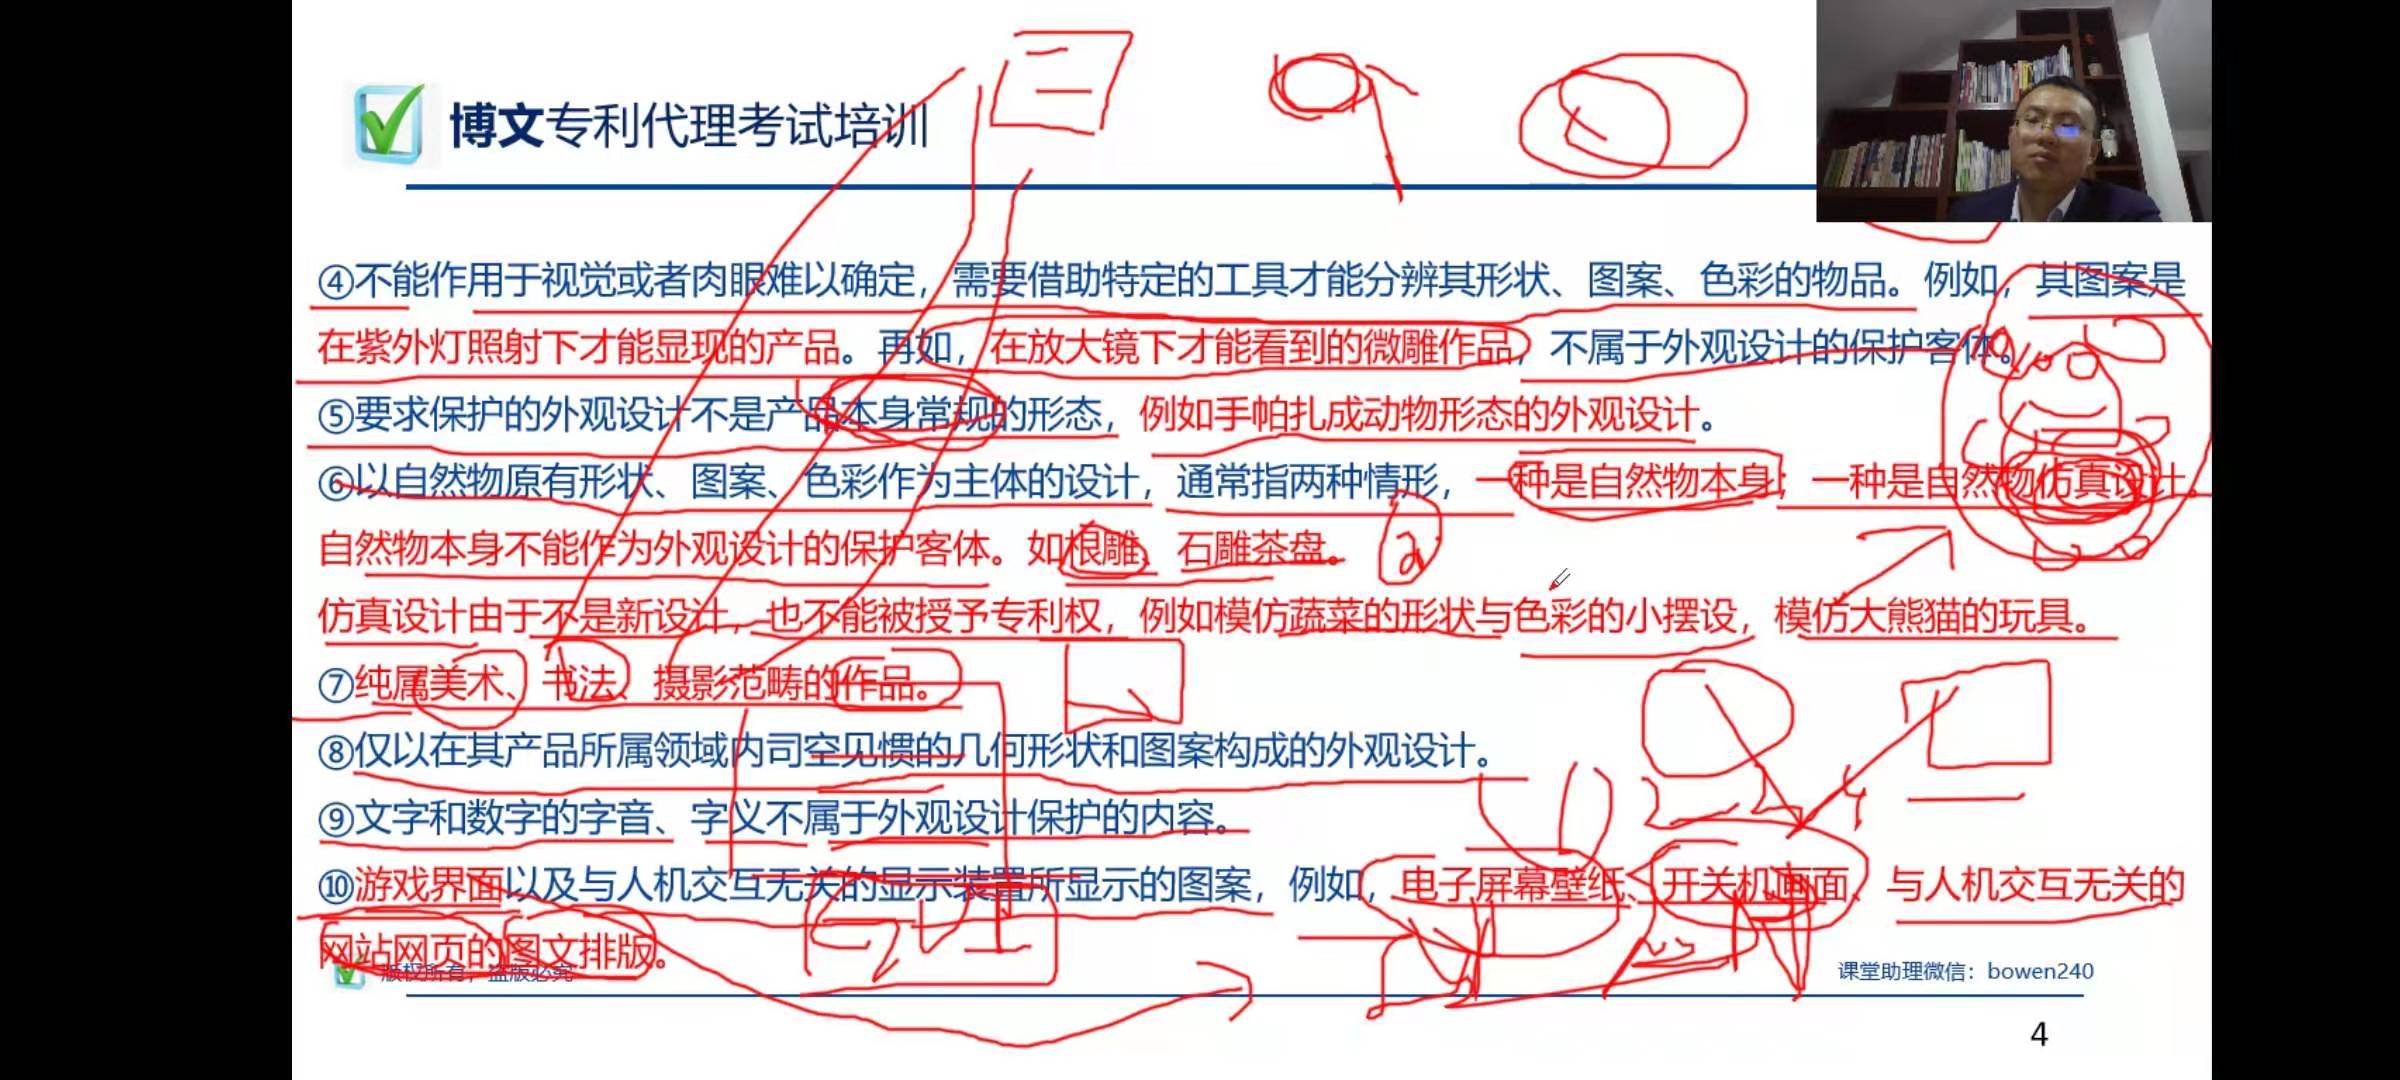 博文专利代理考试培训
④不能作用于视觉或者肉眼难以确定，需要借助特定的工具才能分辨其形状、图案、色彩的物品。例如，其图案是
在紫外灯照射下才能显现的产品。再如，在放大镜下才能看到的微雕作品，不属于外观设计的保护客体。
⑤要求保护的外观设计不是产品本身常规的形态，例如手帕扎成动物形态的外观设计。
⑥以自然物原有形状、图案、色彩作为主体的设计，通常指两种情形，一种是自然物本身；一种是自然物仿真设计。
自然物本身不能作为外观设计的保护客体。如根雕、石雕茶盘。
仿真设计由于不是新设计，也不能被授予专利权，例如模仿蔬菜的形状与色彩的小摆设，模仿大熊猫的玩具。
⑦纯属美术、书法、摄影范畴的作品。
⑧仅以在其产品所属领域内司空见惯的几何形状和图案构成的外观设计。
⑨文字和数字的字音、字义不属于外观设计保护的内容。
⑩游戏界面以及与人机交互无关的显示装置所显示的图案，例如，电子屏幕壁纸、开关机画面、与人机交互无关的
网站网页的图文排版。
版权所有，盗版必究
课堂助理微信：bowen240
4